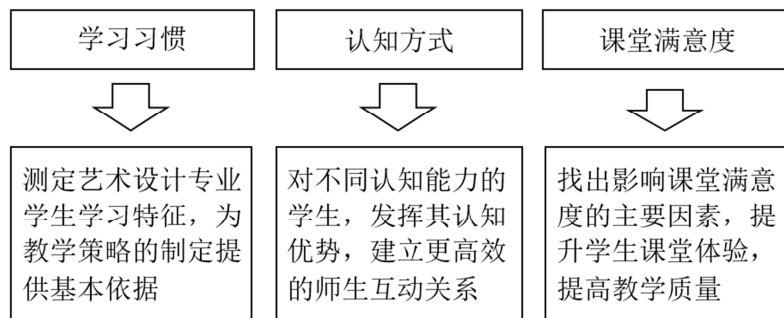 学习习惯
认知方式
课堂满意度
测定艺术设计专业
学生学习特征，为
教学策略的制定提
供基本依据
对不同认知能力的
学生，发挥其认知
优势，建立更高效
的师生互动关系
找出影响课堂满意
度的主要因素，提
升学生课堂体验，
提高教学质量